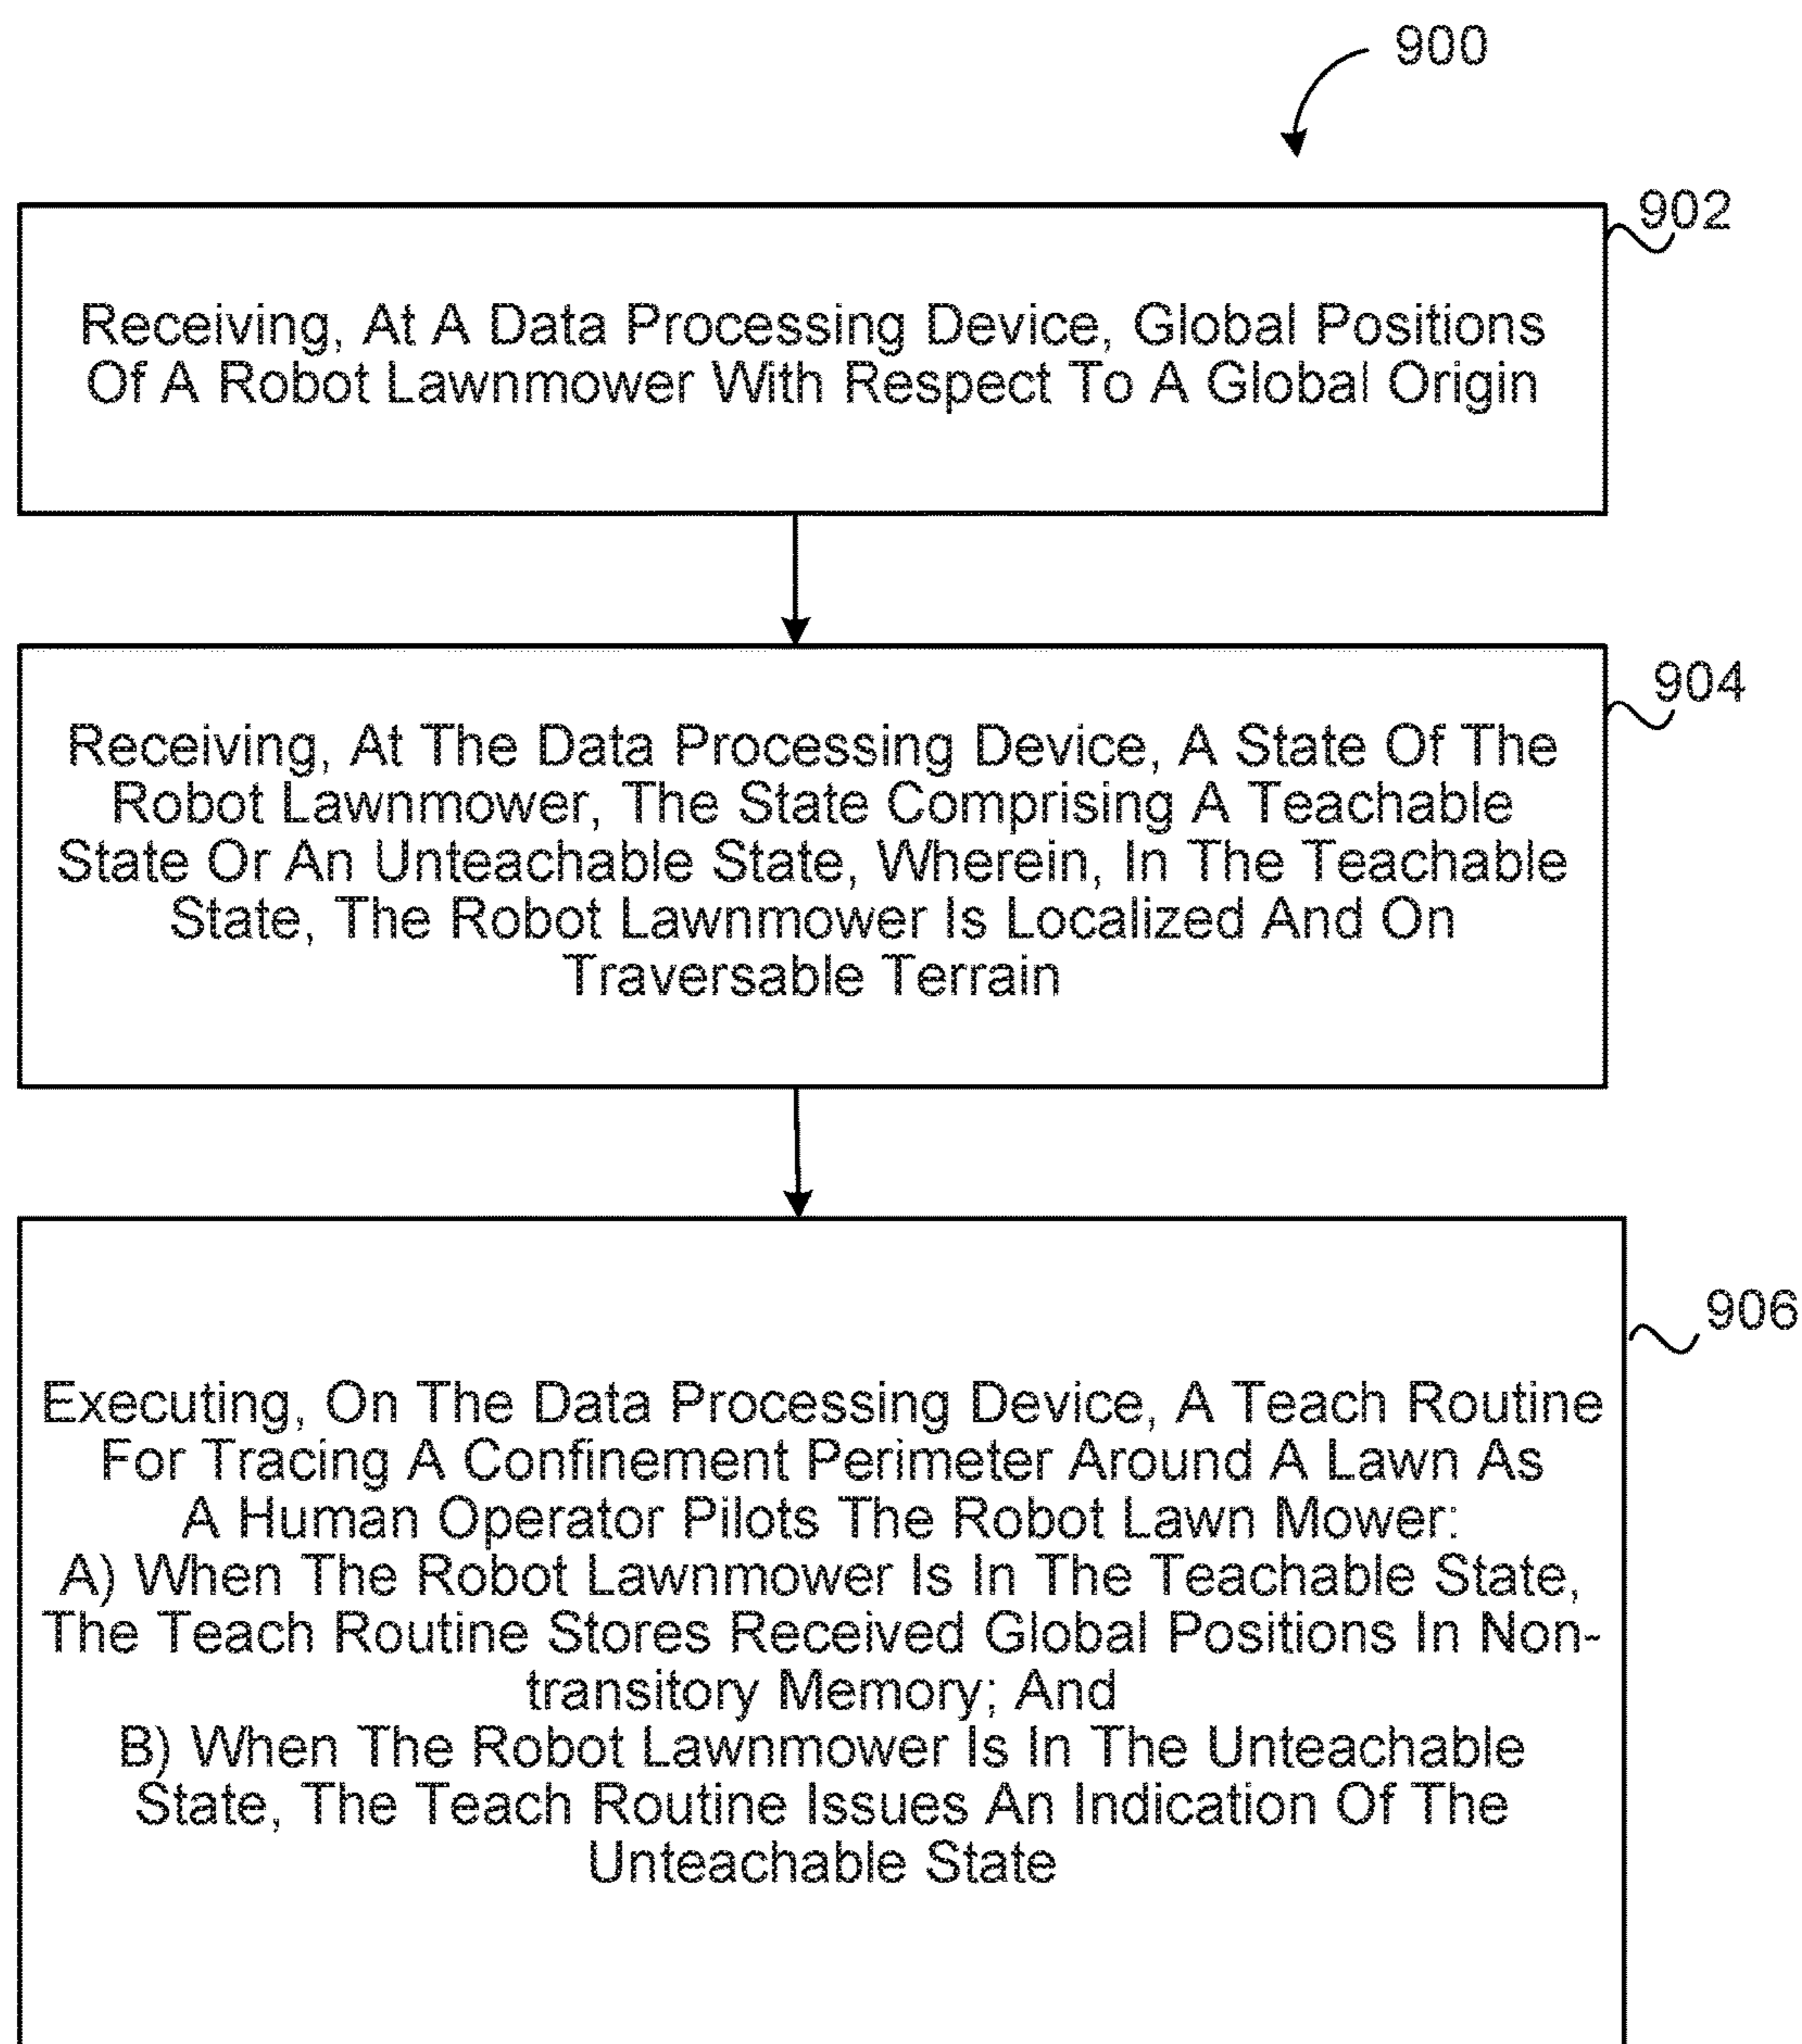 900
902
Receiving, At A Data Processing Device, Global Positions
Of A Robot Lawnmower With Respect To A Global Origin
904
Receiving, At The Data Processing Device, A State Of The
Robot Lawnmower, The State Comprising A Teachable
State Or An Unteachable State, Wherein, In The Teachable
State, The Robot Lawnmower Is Localized And On
Traversable Terrain
906
Executing, On The Data Processing Device, A Teach Routine
For Tracing A Confinement Perimeter Around A Lawn As
A Human Operator Pilots The Robot Lawn Mower:
A) When The Robot Lawnmower Is In The Teachable State,
The Teach Routine Stores Received Global Positions In Non-
transitory Memory; And
B) When The Robot Lawnmower Is In The Unteachable
State, The Teach Routine Issues An Indication Of The
Unteachable State